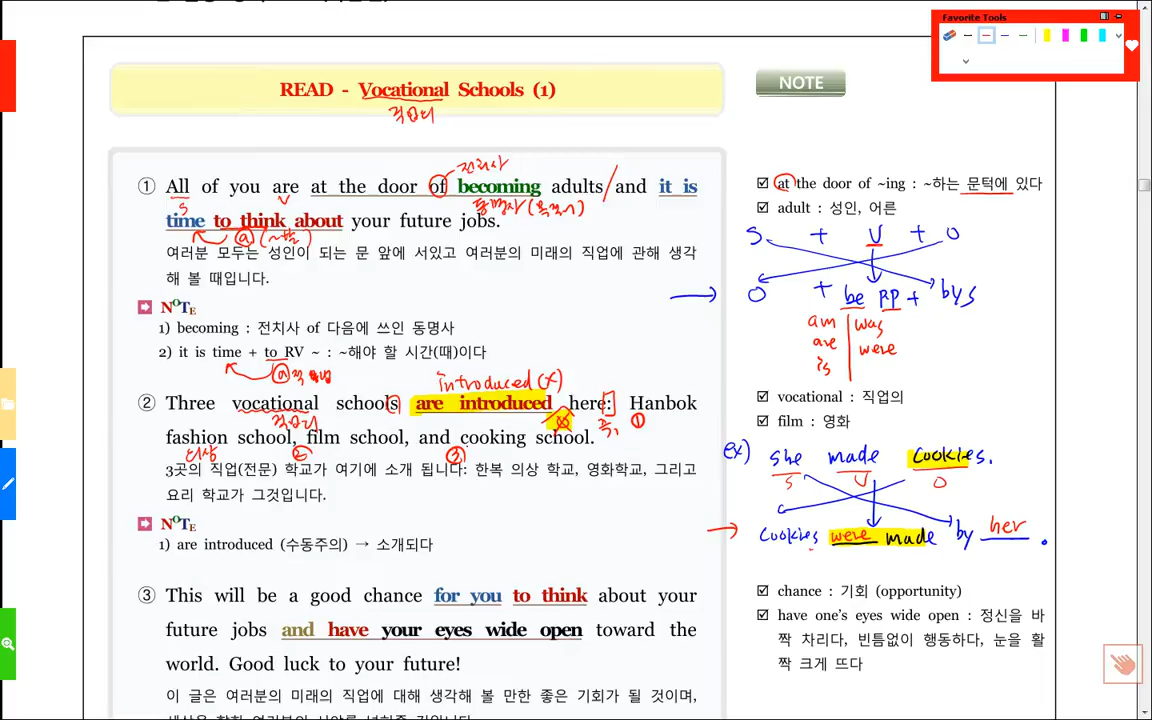 Favorite Tools
READ - Vocational Schools (1)
직업의
NOTE
전치사
① All of you are at the door of becoming adults/and it is
S V 동명사(목적어)
time to think about your future jobs.
ⓐ(~할)
여러분 모두는 성인이 되는 문 앞에 서있고 여러분의 미래의 직업에 관해 생각
해 볼 때입니다.
NOTE
1) becoming : 전치사 of 다음에 쓰인 동명사
2) it is time + to RV ~ : ~해야 할 시간(때)이다
introduced(X)
② Three vocational schools are introduced here: Hanbok
직업의 즉, ①
fashion school, film school, and cooking school.
의상 ② ③
3곳의 직업(전문) 학교가 여기에 소개 됩니다: 한복 의상 학교, 영화학교, 그리고
요리 학교가 그것입니다.
NOTE
1) are introduced (수동주의) → 소개되다
③ This will be a good chance for you to think about your
future jobs and have your eyes wide open toward the
world. Good luck to your future!
이 글은 여러분의 미래의 직업에 대해 생각해 볼 만한 좋은 기회가 될 것이며,
☑ at the door of ~ing : ~하는 문턱에 있다
☑ adult : 성인, 어른
S + V + O
O + be PP + by S
am was
are were
is
☑ vocational : 직업의
☑ film : 영화
ex) she made cookies.
S V O
cookies were made by her.
☑ chance : 기회 (opportunity)
☑ have one's eyes wide open : 정신을 바
짝 차리다, 빈틈없이 행동하다, 눈을 활
짝 크게 뜨다